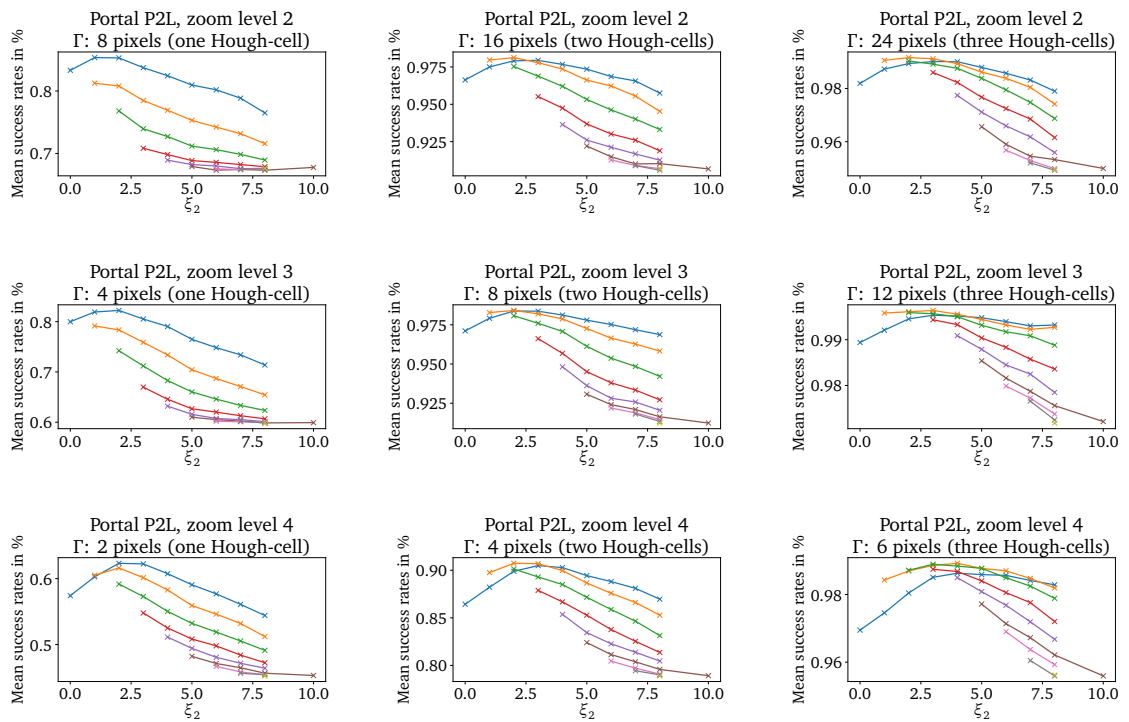 Portal P2L, zoom level 2
Γ: 8 pixels (one Hough-cell)
Mean success rates in %
0.8
0.7
0.0 2.5 5.0 7.5 10.0
ξ₂
Portal P2L, zoom level 2
Γ: 16 pixels (two Hough-cells)
Mean success rates in %
0.975
0.950
0.925
0.0 2.5 5.0 7.5 10.0
ξ₂
Portal P2L, zoom level 2
Γ: 24 pixels (three Hough-cells)
Mean success rates in %
0.98
0.96
0.0 2.5 5.0 7.5 10.0
ξ₂
Portal P2L, zoom level 3
Γ: 4 pixels (one Hough-cell)
Mean success rates in %
0.8
0.7
0.6
0.0 2.5 5.0 7.5 10.0
ξ₂
Portal P2L, zoom level 3
Γ: 8 pixels (two Hough-cells)
Mean success rates in %
0.975
0.950
0.925
0.0 2.5 5.0 7.5 10.0
ξ₂
Portal P2L, zoom level 3
Γ: 12 pixels (three Hough-cells)
Mean success rates in %
0.99
0.98
0.0 2.5 5.0 7.5 10.0
ξ₂
Portal P2L, zoom level 4
Γ: 2 pixels (one Hough-cell)
Mean success rates in %
0.6
0.5
0.0 2.5 5.0 7.5 10.0
ξ₂
Portal P2L, zoom level 4
Γ: 4 pixels (two Hough-cells)
Mean success rates in %
0.90
0.85
0.80
0.0 2.5 5.0 7.5 10.0
ξ₂
Portal P2L, zoom level 4
Γ: 6 pixels (three Hough-cells)
Mean success rates in %
0.98
0.96
0.0 2.5 5.0 7.5 10.0
ξ₂